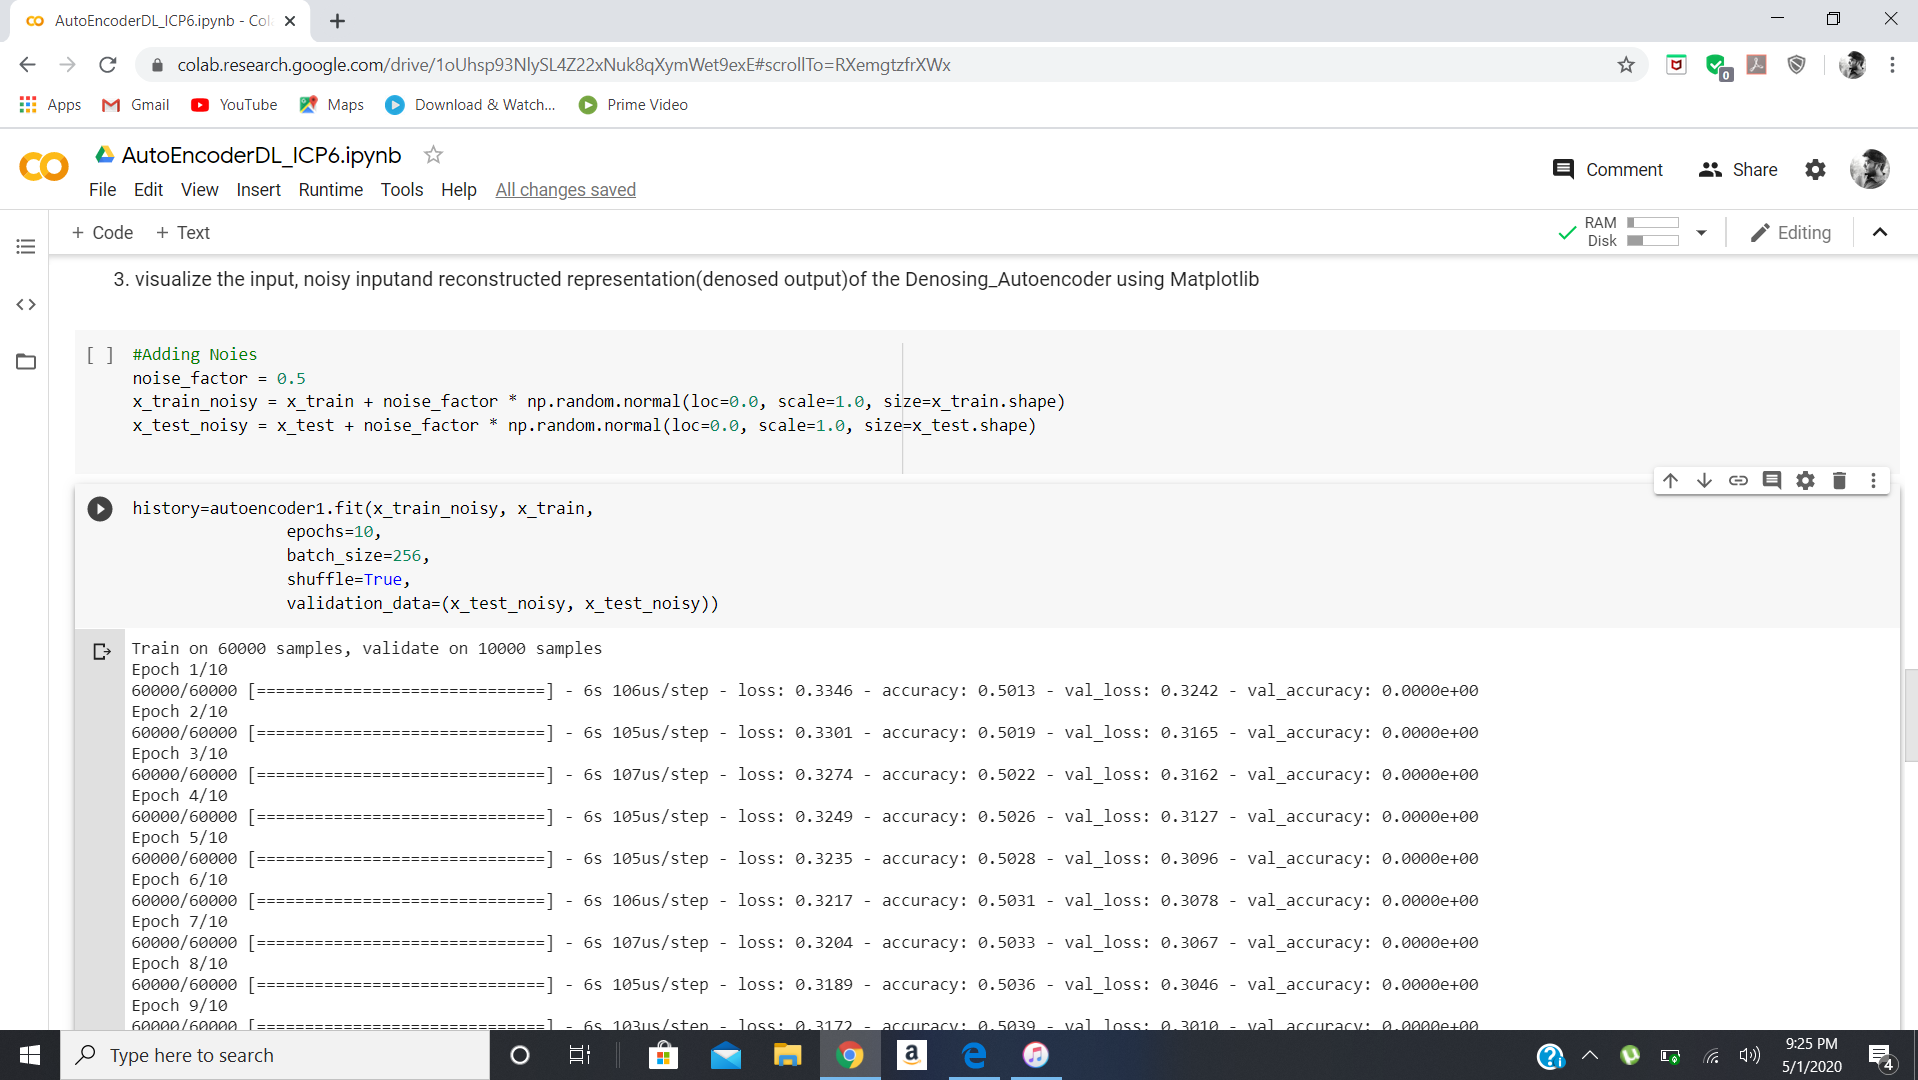 AutoEncoderDL_ICP6.ipynb - Col
colab.research.google.com/drive/1oUhsp93NlySL4Z22xNuk8qXymWet9exE#scrollTo=RXemgtzfrXWx
0
Apps Gmail YouTube Maps Download & Watch... Prime Video
AutoEncoderDL_ICP6.ipynb
File Edit View Insert Runtime Tools Help All changes saved
Comment Share
+ Code + Text
RAM
Disk
Editing
3. visualize the input, noisy inputand reconstructed representation(denosed output)of the Denosing_Autoencoder using Matplotlib
[ ] #Adding Noies
noise_factor = 0.5
x_train_noisy = x_train + noise_factor * np.random.normal(loc=0.0, scale=1.0, size=x_train.shape)
x_test_noisy = x_test + noise_factor * np.random.normal(loc=0.0, scale=1.0, size=x_test.shape)
history=autoencoder1.fit(x_train_noisy, x_train,
epochs=10,
batch_size=256,
shuffle=True,
validation_data=(x_test_noisy, x_test_noisy))
Train on 60000 samples, validate on 10000 samples
Epoch 1/10
60000/60000 [==============================] - 6s 106us/step - loss: 0.3346 - accuracy: 0.5013 - val_loss: 0.3242 - val_accuracy: 0.0000e+00
Epoch 2/10
60000/60000 [==============================] - 6s 105us/step - loss: 0.3301 - accuracy: 0.5019 - val_loss: 0.3165 - val_accuracy: 0.0000e+00
Epoch 3/10
60000/60000 [==============================] - 6s 107us/step - loss: 0.3274 - accuracy: 0.5022 - val_loss: 0.3162 - val_accuracy: 0.0000e+00
Epoch 4/10
60000/60000 [==============================] - 6s 105us/step - loss: 0.3249 - accuracy: 0.5026 - val_loss: 0.3127 - val_accuracy: 0.0000e+00
Epoch 5/10
60000/60000 [==============================] - 6s 105us/step - loss: 0.3235 - accuracy: 0.5028 - val_loss: 0.3096 - val_accuracy: 0.0000e+00
Epoch 6/10
60000/60000 [==============================] - 6s 106us/step - loss: 0.3217 - accuracy: 0.5031 - val_loss: 0.3078 - val_accuracy: 0.0000e+00
Epoch 7/10
60000/60000 [==============================] - 6s 107us/step - loss: 0.3204 - accuracy: 0.5033 - val_loss: 0.3067 - val_accuracy: 0.0000e+00
Epoch 8/10
60000/60000 [==============================] - 6s 105us/step - loss: 0.3189 - accuracy: 0.5036 - val_loss: 0.3046 - val_accuracy: 0.0000e+00
Epoch 9/10
60000/60000 [==============================] - 6s 103us/step - loss: 0.3172 - accuracy: 0.5039 - val_loss: 0.3010 - val_accuracy: 0.0000e+00
Type here to search
9:25 PM
5/1/2020
4